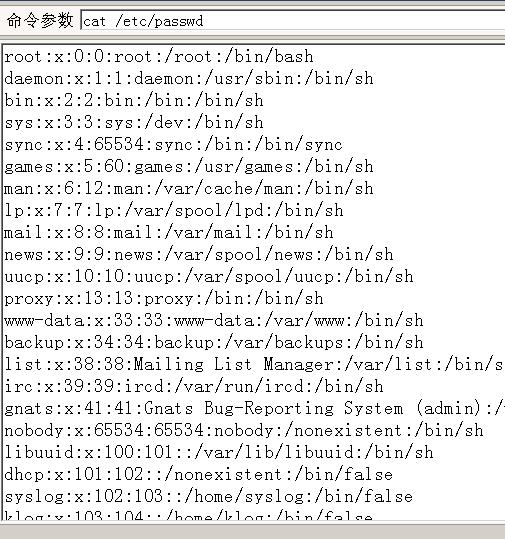 命令参数 cat /etc/passwd
root:x:0:0:root:/root:/bin/bash
daemon:x:1:1:daemon:/usr/sbin:/bin/sh
bin:x:2:2:bin:/bin:/bin/sh
sys:x:3:3:sys:/dev:/bin/sh
sync:x:4:65534:sync:/bin:/bin/sync
games:x:5:60:games:/usr/games:/bin/sh
man:x:6:12:man:/var/cache/man:/bin/sh
lp:x:7:7:lp:/var/spool/lpd:/bin/sh
mail:x:8:8:mail:/var/mail:/bin/sh
news:x:9:9:news:/var/spool/news:/bin/sh
uucp:x:10:10:uucp:/var/spool/uucp:/bin/sh
proxy:x:13:13:proxy:/bin:/bin/sh
www-data:x:33:33:www-data:/var/www:/bin/sh
backup:x:34:34:backup:/var/backups:/bin/sh
list:x:38:38:Mailing List Manager:/var/list:/bin/s
irc:x:39:39:ircd:/var/run/ircd:/bin/sh
gnats:x:41:41:Gnats Bug-Reporting System (admin):/
nobody:x:65534:65534:nobody:/nonexistent:/bin/sh
libuuid:x:100:101::/var/lib/libuuid:/bin/sh
dhcp:x:101:102::/nonexistent:/bin/false
syslog:x:102:103::/home/syslog:/bin/false
klog:x:103:104::/home/klog:/bin/false